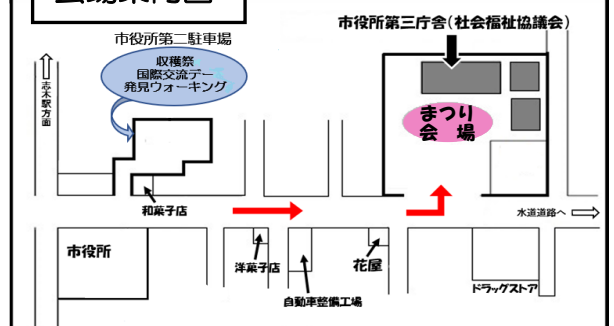 市役所第三庁舎(社会福祉協議会)
市役所第二駐車場
収穫祭
国際交流デー
発見ウォーキング
志木駅方面
まつり
会場
和菓子店
水道道路へ
市役所
洋菓子店
花屋
自動車整備工場
ドラッグストア